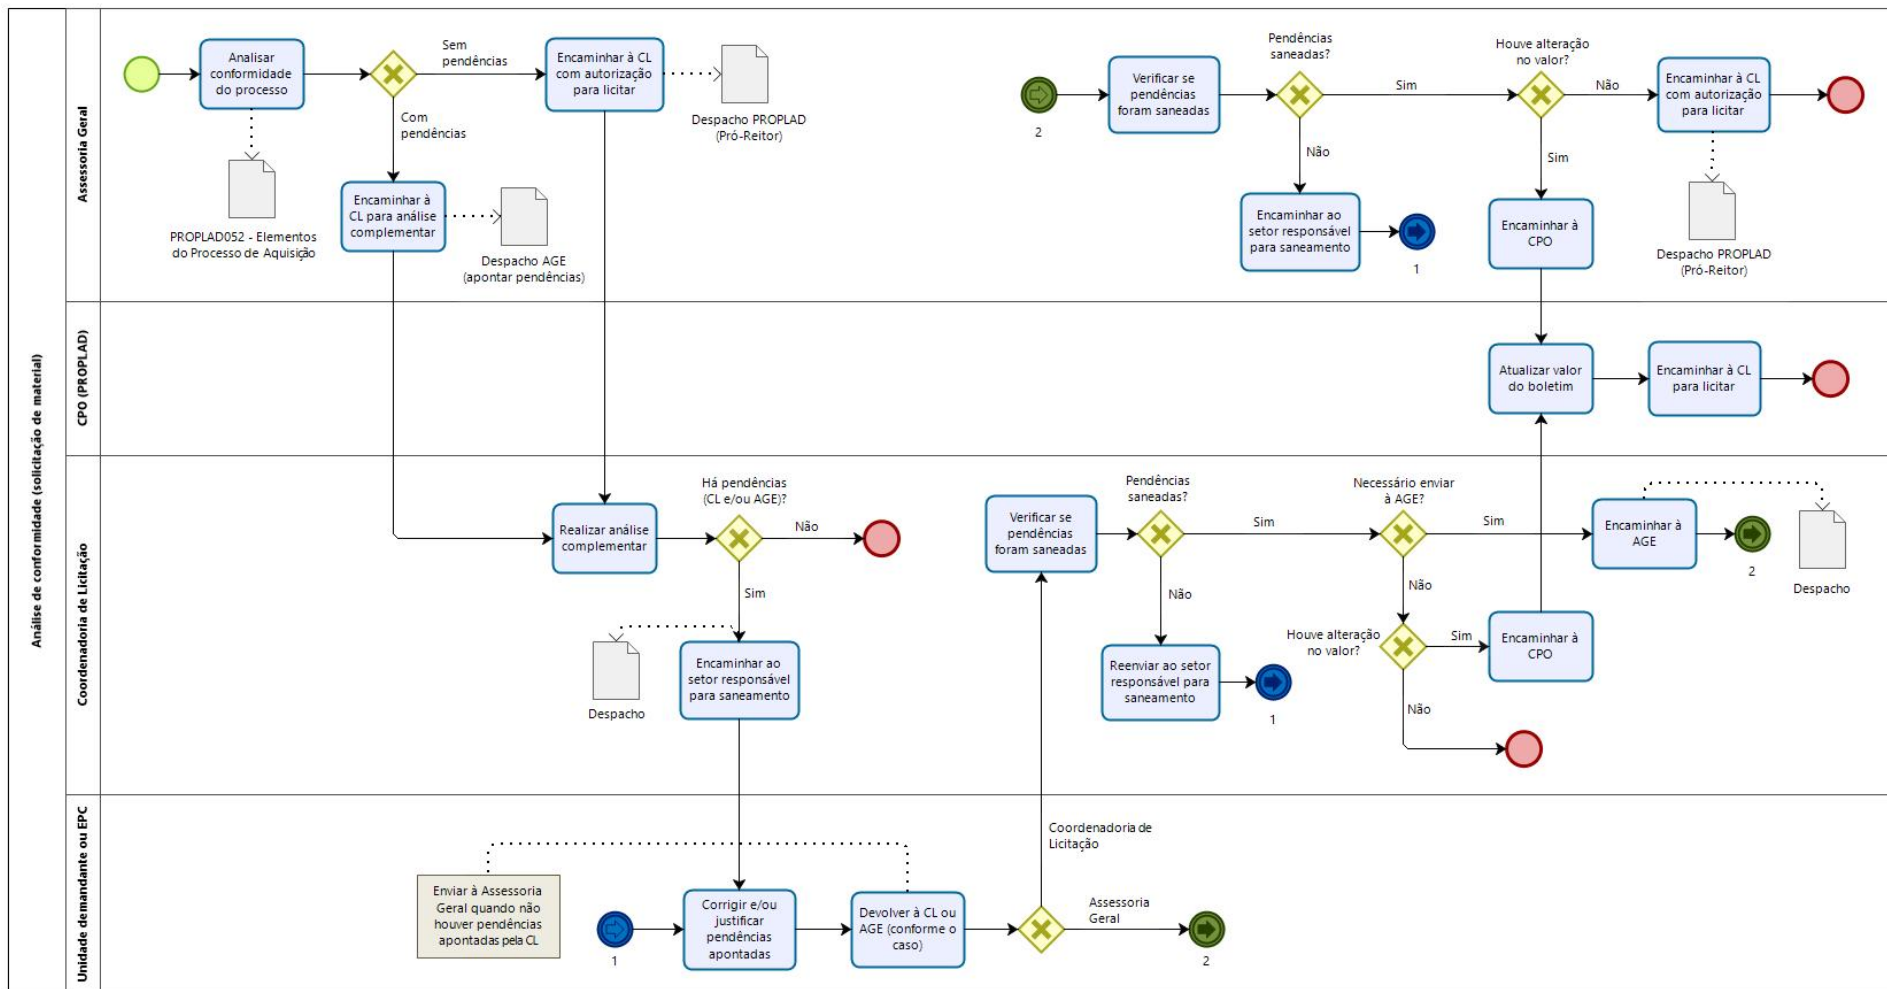 Análise de conformidade (solicitação de material)
Assessoria Geral
Analisar
conformidade
do processo
Sem
pendências
Com
pendências
Encaminhar à CL
com autorização
para licitar
Despacho PROPLAD
(Pró-Reitor)
PROPLAD052 - Elementos
do Processo de Aquisição
Encaminhar à
CL para análise
complementar
Despacho AGE
(apontar pendências)
2
Verificar se
pendências
foram saneadas
Pendências
saneadas?
Sim
Não
Encaminhar ao
setor responsável
para saneamento
1
Houve alteração
no valor?
Não
Sim
Encaminhar à CL
com autorização
para licitar
Despacho PROPLAD
(Pró-Reitor)
Encaminhar à
CPO
CPO (PROPLAD)
Atualizar valor
do boletim
Encaminhar à CL
para licitar
Coordenadoria de Licitação
Realizar análise
complementar
Há pendências
(CL e/ou AGE)?
Não
Sim
Despacho
Encaminhar ao
setor responsável
para saneamento
Verificar se
pendências
foram saneadas
Pendências
saneadas?
Sim
Não
Reenviar ao setor
responsável para
saneamento
1
Necessário enviar
à AGE?
Sim
Não
Encaminhar à
AGE
2
Despacho
Houve alteração
no valor?
Sim
Não
Encaminhar à
CPO
Unidade demandante ou EPC
Enviar à Assessoria
Geral quando não
houver pendências
apontadas pela CL
1
Corrigir e/ou
justificar
pendências
apontadas
Devolver à CL ou
AGE (conforme o
caso)
Coordenadoria de
Licitação
Assessoria
Geral
2